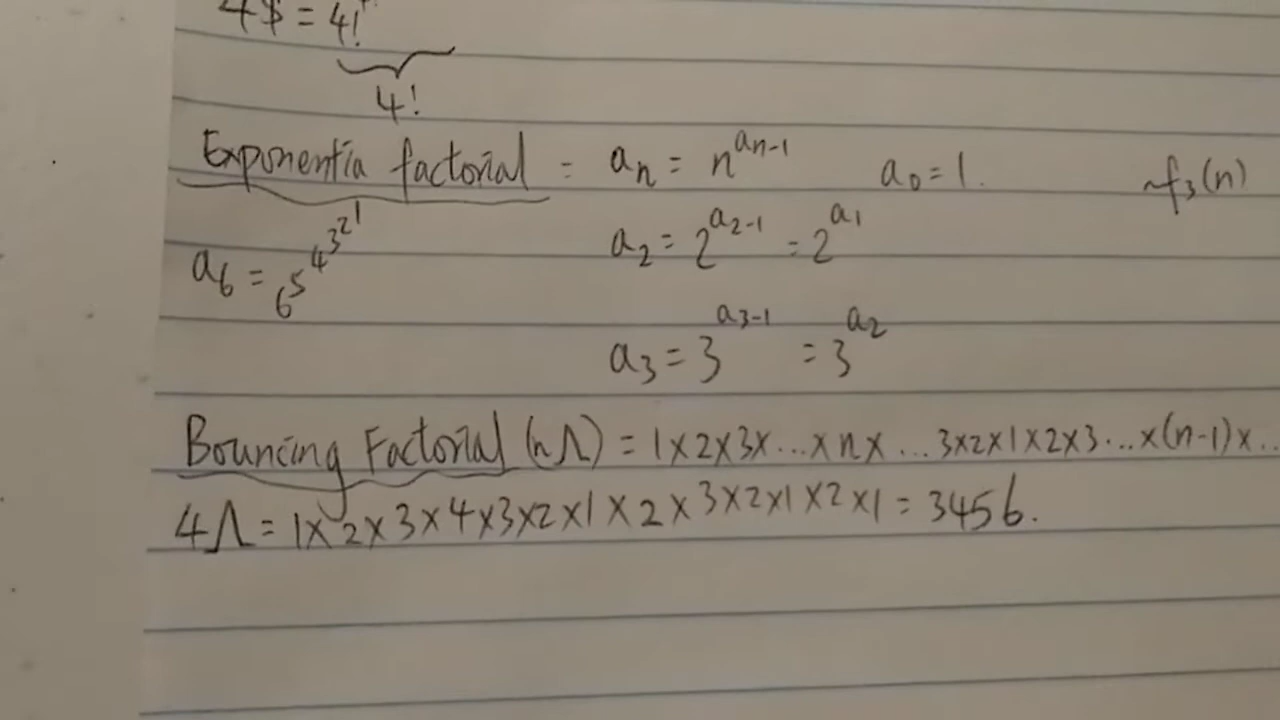 4$ = 4!
4!
Exponentia factorial = aₙ = n^(aₙ₋₁) a₀ = 1. ~f₃(n)
a₂ = 2^(a₂₋₁) = 2^(a₁)
a₆ = 6^5^4^3^2^1
a₃ = 3^(a₃₋₁) = 3^(a₂)
Bouncing Factorial (nΛ) = 1×2×3×...×n×...3×2×1×2×3...×(n-1)×..
4Λ = 1×2×3×4×3×2×1×2×3×2×1×2×1 = 3456.